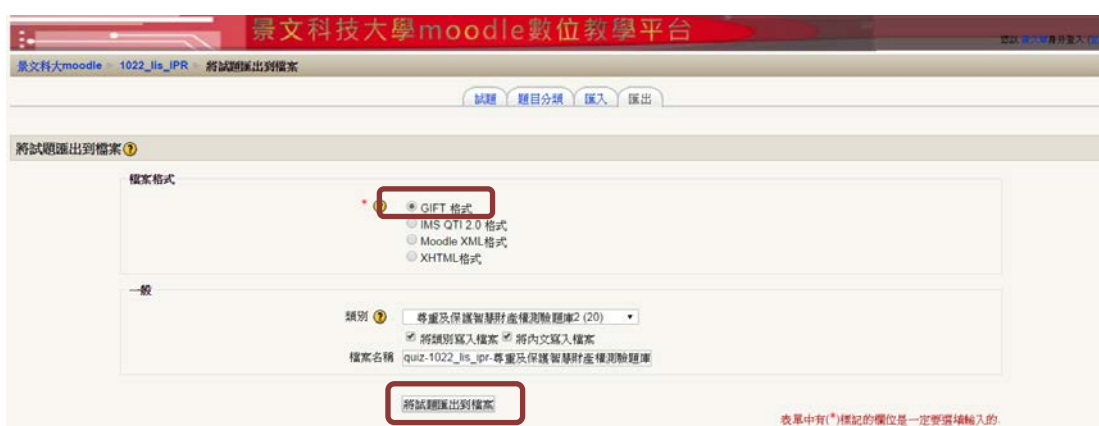 景文科技大學moodle數位教學平台
景文科大moodle ► 1022_lis_IPR ► 將試題匯出到檔案
試題 題目分類 匯入 匯出
將試題匯出到檔案
檔案格式
* GIFT 格式
IMS QTI 2.0 格式
Moodle XML格式
XHTML格式
一般
類別 尊重及保護智慧財產權測驗題庫2 (20)
將類別寫入檔案 將內文寫入檔案
檔案名稱 quiz-1022_lis_ipr-尊重及保護智慧財產權測驗題庫
將試題匯出到檔案
表單中有(*)標記的欄位是一定要選填輸入的.